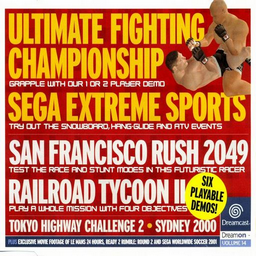 ULTIMATE FIGHTING
CHAMPIONSHIP
GRAPPLE WITH OUR 1 OR 2 PLAYER DEMO
SEGA EXTREME SPORTS
TRY OUT THE SNOWBOARD, HANG-GLIDE AND ATV EVENTS
SAN FRANCISCO RUSH 2049
TEST THE RACE AND STUNT MODES IN THIS FUTURISTIC RACER
RAILROAD TYCOON II
PLAY A WHOLE MISSION WITH FOUR OBJECTIVES
SIX
PLAYABLE
DEMOS!
TOKYO HIGHWAY CHALLENGE 2 • SYDNEY 2000
PLUS EXCLUSIVE MOVIE FOOTAGE OF LE MANS 24 HOURS, READY 2 RUMBLE: ROUND 2 AND SEGA WORLDWIDE SOCCER 2001
Dreamcast
Dreamon
VOLUME 14